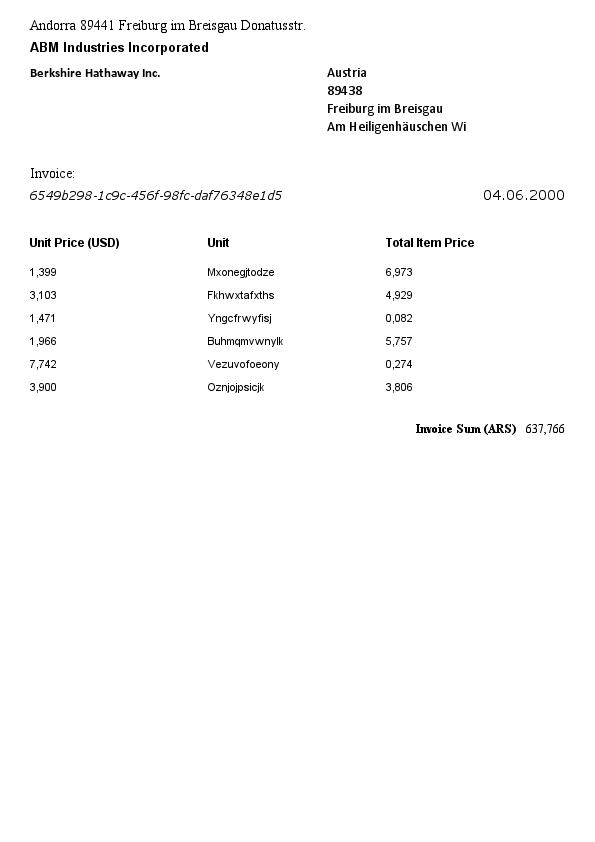 Andorra 89441 Freiburg im Breisgau Donatusstr.
ABM Industries Incorporated
Berkshire Hathaway Inc.
Austria
89438
Freiburg im Breisgau
Am Heiligenhäuschen Wi
Invoice:
6549b298-1c9c-456f-98fc-daf76348e1d5 04.06.2000
Unit Price (USD) Unit Total Item Price
1,399 Mxonegjtodze 6,973
3,103 Fkhwxtafxths 4,929
1,471 Yngcfrwyfisj 0,082
1,966 Buhmqmvwnylk 5,757
7,742 Vezuvofoeony 0,274
3,900 Oznjojpsicjk 3,806
Invoice Sum (ARS) 637,766